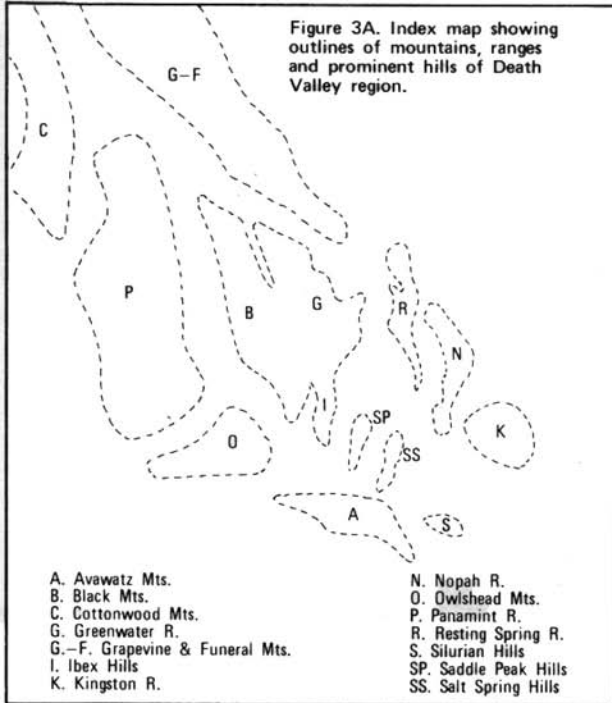 Figure 3A. Index map showing
outlines of mountains, ranges
and prominent hills of Death
Valley region.
G-F
C
P
B
G
R
N
I
SP
K
O
SS
A
S
A. Avawatz Mts.
B. Black Mts.
C. Cottonwood Mts.
G. Greenwater R.
G.-F. Grapevine & Funeral Mts.
I. Ibex Hills
K. Kingston R.
N. Nopah R.
O. Owlshead Mts.
P. Panamint R.
R. Resting Spring R.
S. Silurian Hills
SP. Saddle Peak Hills
SS. Salt Spring Hills